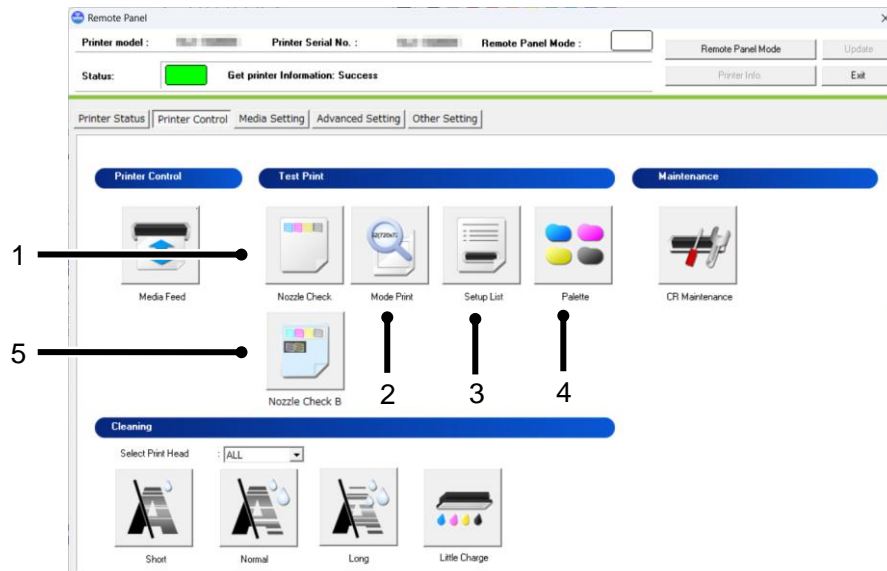 Remote Panel
Printer model :
Printer Serial No. :
Remote Panel Mode :
Remote Panel Mode
Update
Status:
Get printer Information: Success
Printer Info.
Exit
Printer Status
Printer Control
Media Setting
Advanced Setting
Other Setting
Printer Control
Test Print
Maintenance
1
Media Feed
Nozzle Check
Mode Print
Setup List
Palette
CR Maintenance
5
2
3
4
Nozzle Check B
Cleaning
Select Print Head
: ALL
Short
Normal
Long
Little Charge